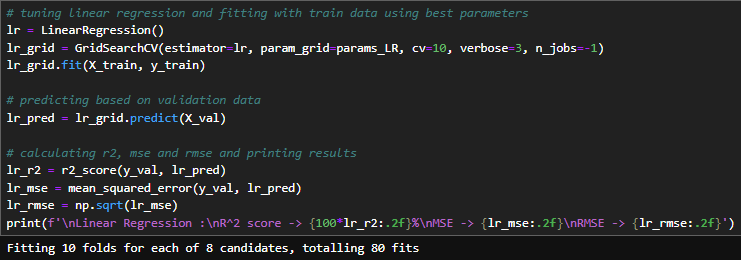 # tuning linear regression and fitting with train data using best parameters
lr = LinearRegression()
lr_grid = GridSearchCV(estimator=lr, param_grid=params_LR, cv=10, verbose=3, n_jobs=-1)
lr_grid.fit(X_train, y_train)
# predicting based on validation data
lr_pred = lr_grid.predict(X_val)
# calculating r2, mse and rmse and printing results
lr_r2 = r2_score(y_val, lr_pred)
lr_mse = mean_squared_error(y_val, lr_pred)
lr_rmse = np.sqrt(lr_mse)
print(f'\nLinear Regression :\nR^2 score -> {100*lr_r2:.2f}%\nMSE -> {lr_mse:.2f}\nRMSE -> {lr_rmse:.2f}')
Fitting 10 folds for each of 8 candidates, totalling 80 fits